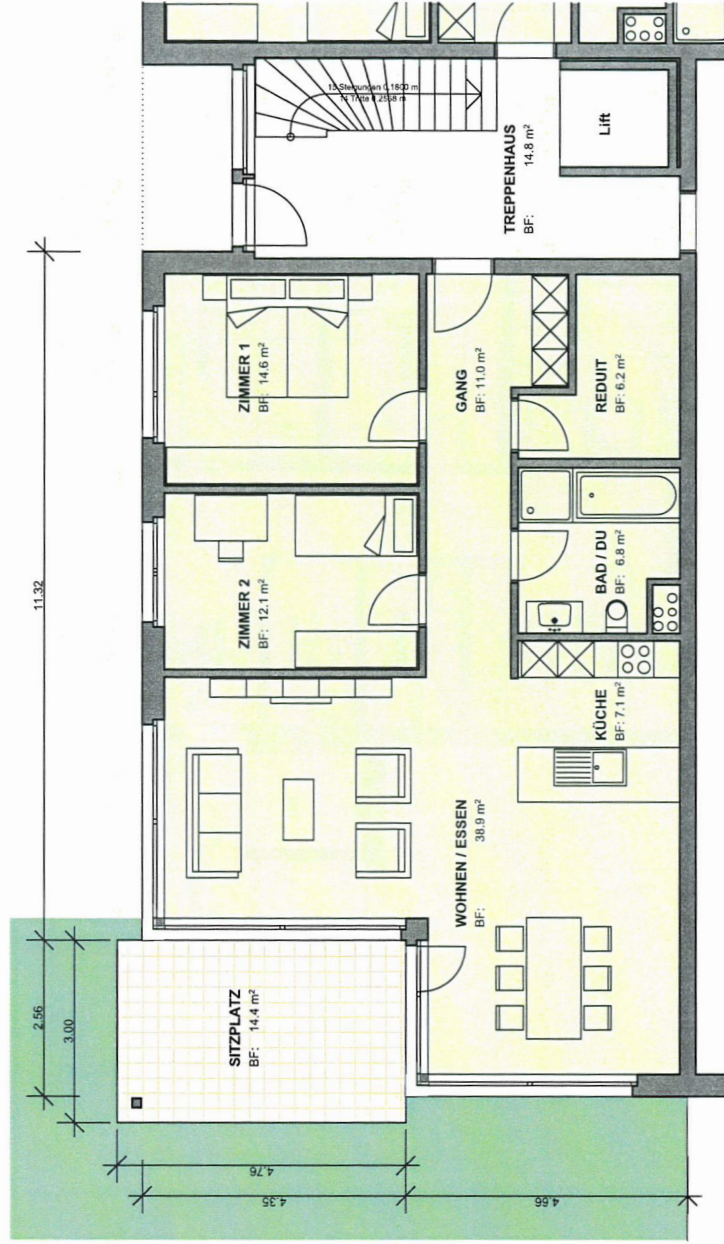 15 Steigungen 0.1800 m
14 Tritte 0.2568 m
Lift
TREPPENHAUS
BF: 14.8 m²
ZIMMER 1
BF: 14.6 m²
GANG
BF: 11.0 m²
REDUIT
BF: 6.2 m²
ZIMMER 2
BF: 12.1 m²
BAD / DU
BF: 6.8 m²
KÜCHE
BF: 7.1 m²
WOHNEN / ESSEN
BF: 38.9 m²
SITZPLATZ
BF: 14.4 m²
11.32
2.56
3.00
4.76
4.35
4.66